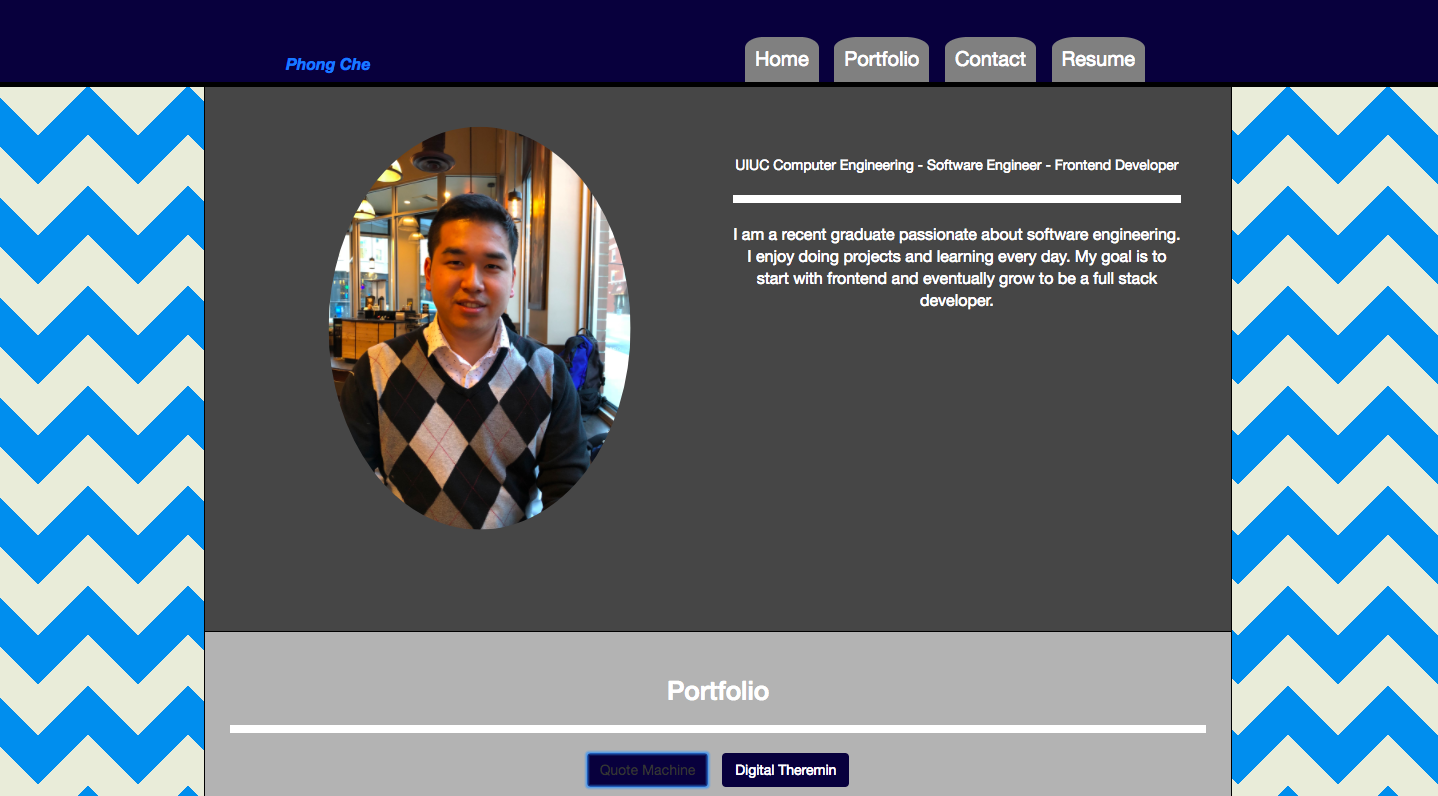 Phong Che
Home
Portfolio
Contact
Resume
UIUC Computer Engineering - Software Engineer - Frontend Developer
I am a recent graduate passionate about software engineering.
I enjoy doing projects and learning every day. My goal is to
start with frontend and eventually grow to be a full stack
developer.
Portfolio
Quote Machine
Digital Theremin